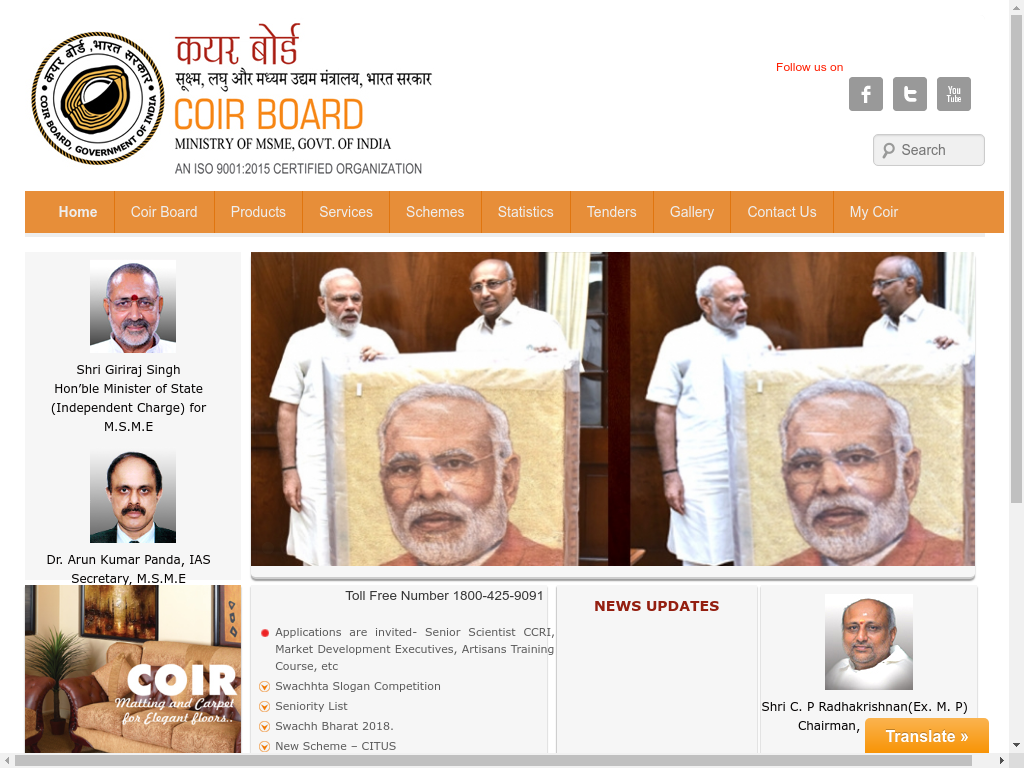 कयर बोर्ड ,भारत सरकार
COIR BOARD, GOVERNMENT OF INDIA
कयर बोर्ड
सूक्ष्म, लघु और मध्यम उद्यम मंत्रालय, भारत सरकार
COIR BOARD
MINISTRY OF MSME, GOVT. OF INDIA
AN ISO 9001:2015 CERTIFIED ORGANIZATION
Follow us on
You
Tube
Search
Home Coir Board Products Services Schemes Statistics Tenders Gallery Contact Us My Coir
Shri Giriraj Singh
Hon’ble Minister of State
(Independent Charge) for
M.S.M.E
Dr. Arun Kumar Panda, IAS
Secretary, M.S.M.E
COIR
Matting and Carpet
for Elegant floors..
Toll Free Number 1800-425-9091
Applications are invited- Senior Scientist CCRI,
Market Development Executives, Artisans Training
Course, etc
Swachhta Slogan Competition
Seniority List
Swachh Bharat 2018.
New Scheme – CITUS
NEWS UPDATES
Shri C. P Radhakrishnan(Ex. M. P)
Chairman,
Translate »